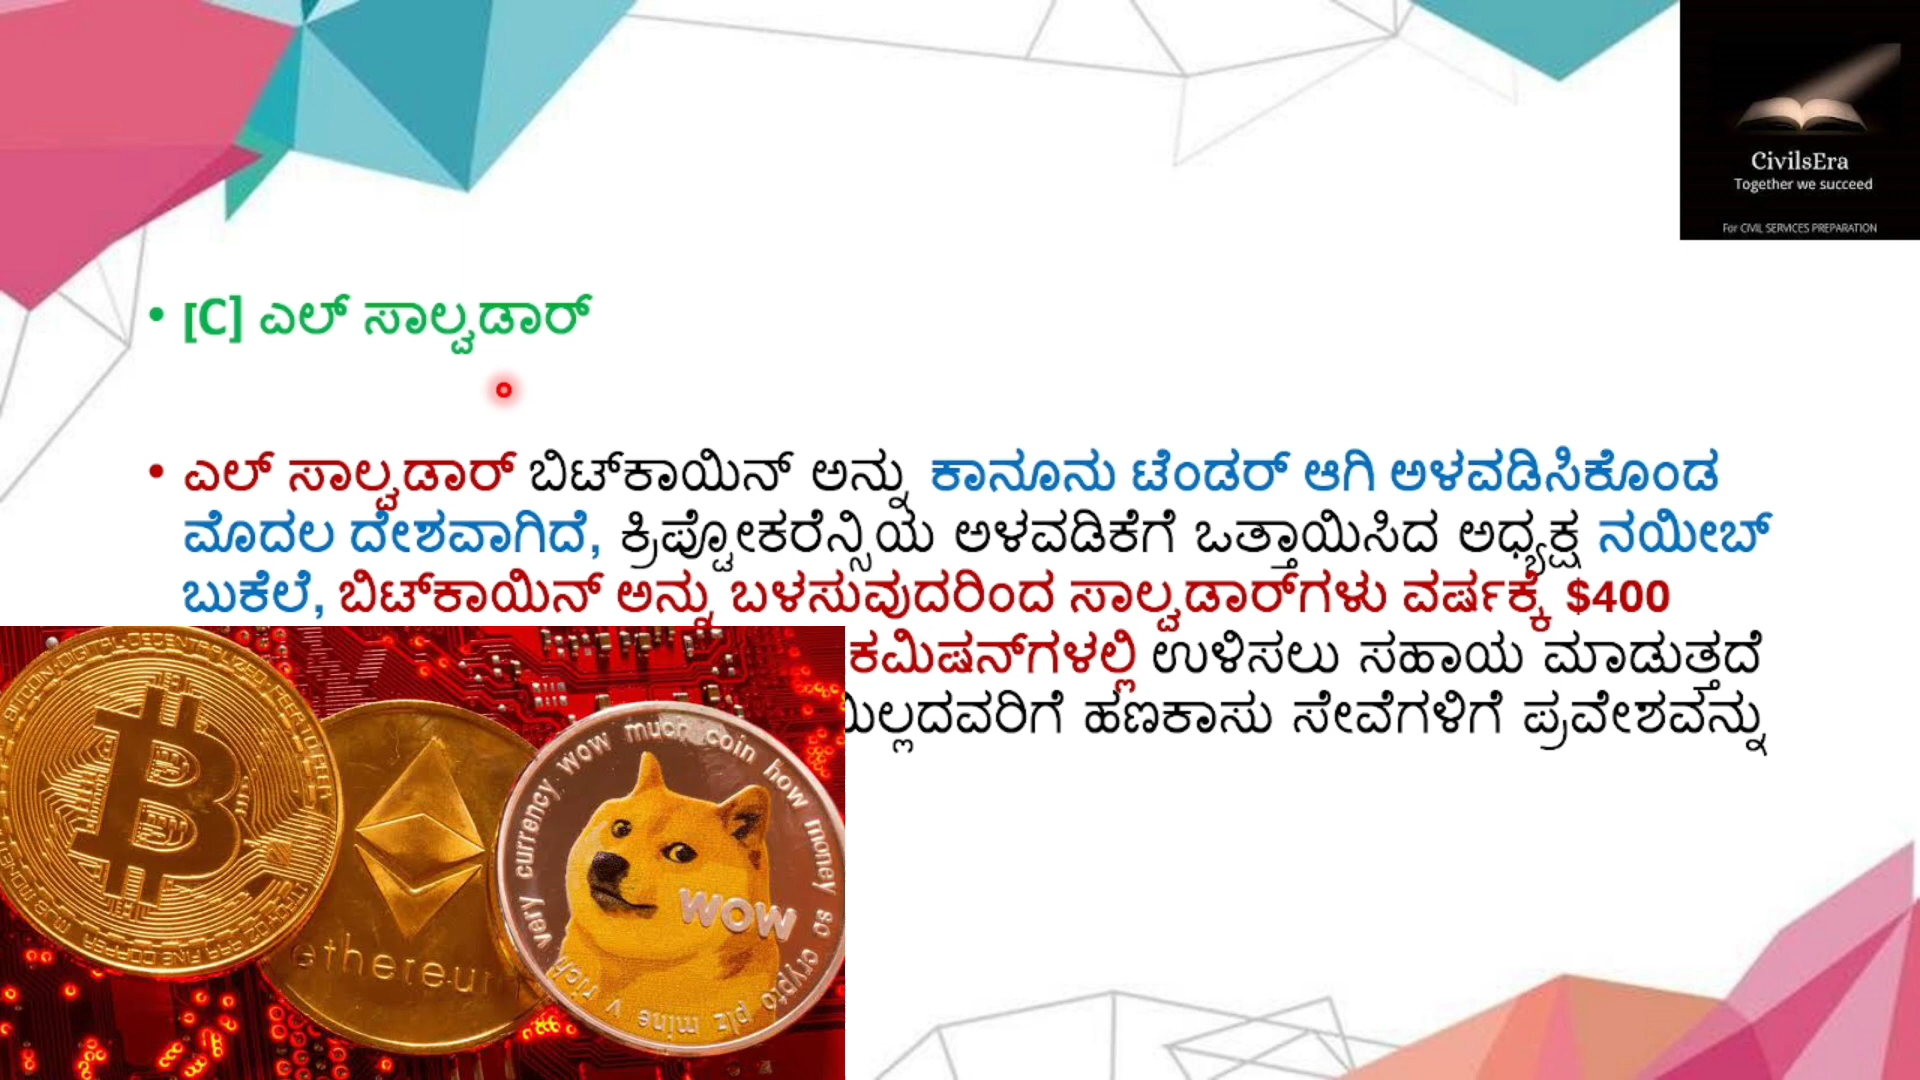 CivilsEra
Together we succeed
For CIVIL SERVICES PREPARATION
• [C] ಎಲ್ ಸಾಲ್ವಡಾರ್
• ಎಲ್ ಸಾಲ್ವಡಾರ್ ಬಿಟ್‌ಕಾಯಿನ್ ಅನ್ನು ಕಾನೂನು ಟೆಂಡರ್ ಆಗಿ ಅಳವಡಿಸಿಕೊಂಡ
ಮೊದಲ ದೇಶವಾಗಿದೆ, ಕ್ರಿಪ್ಟೋಕರೆನ್ಸಿಯ ಅಳವಡಿಕೆಗೆ ಒತ್ತಾಯಿಸಿದ ಅಧ್ಯಕ್ಷ ನಯೀಬ್
ಬುಕೆಲೆ, ಬಿಟ್‌ಕಾಯಿನ್ ಅನ್ನು ಬಳಸುವುದರಿಂದ ಸಾಲ್ವಡಾರ್‌ಗಳು ವರ್ಷಕ್ಕೆ $400
ಕಮಿಷನ್‌ಗಳಲ್ಲಿ ಉಳಿಸಲು ಸಹಾಯ ಮಾಡುತ್ತದೆ
ಹಣಕಾಸು ಸೇವೆಗಳಿಗೆ ಪ್ರವೇಶವನ್ನು
ethereu
very currency wow much coin how money so crypto plz mine v rich
wow